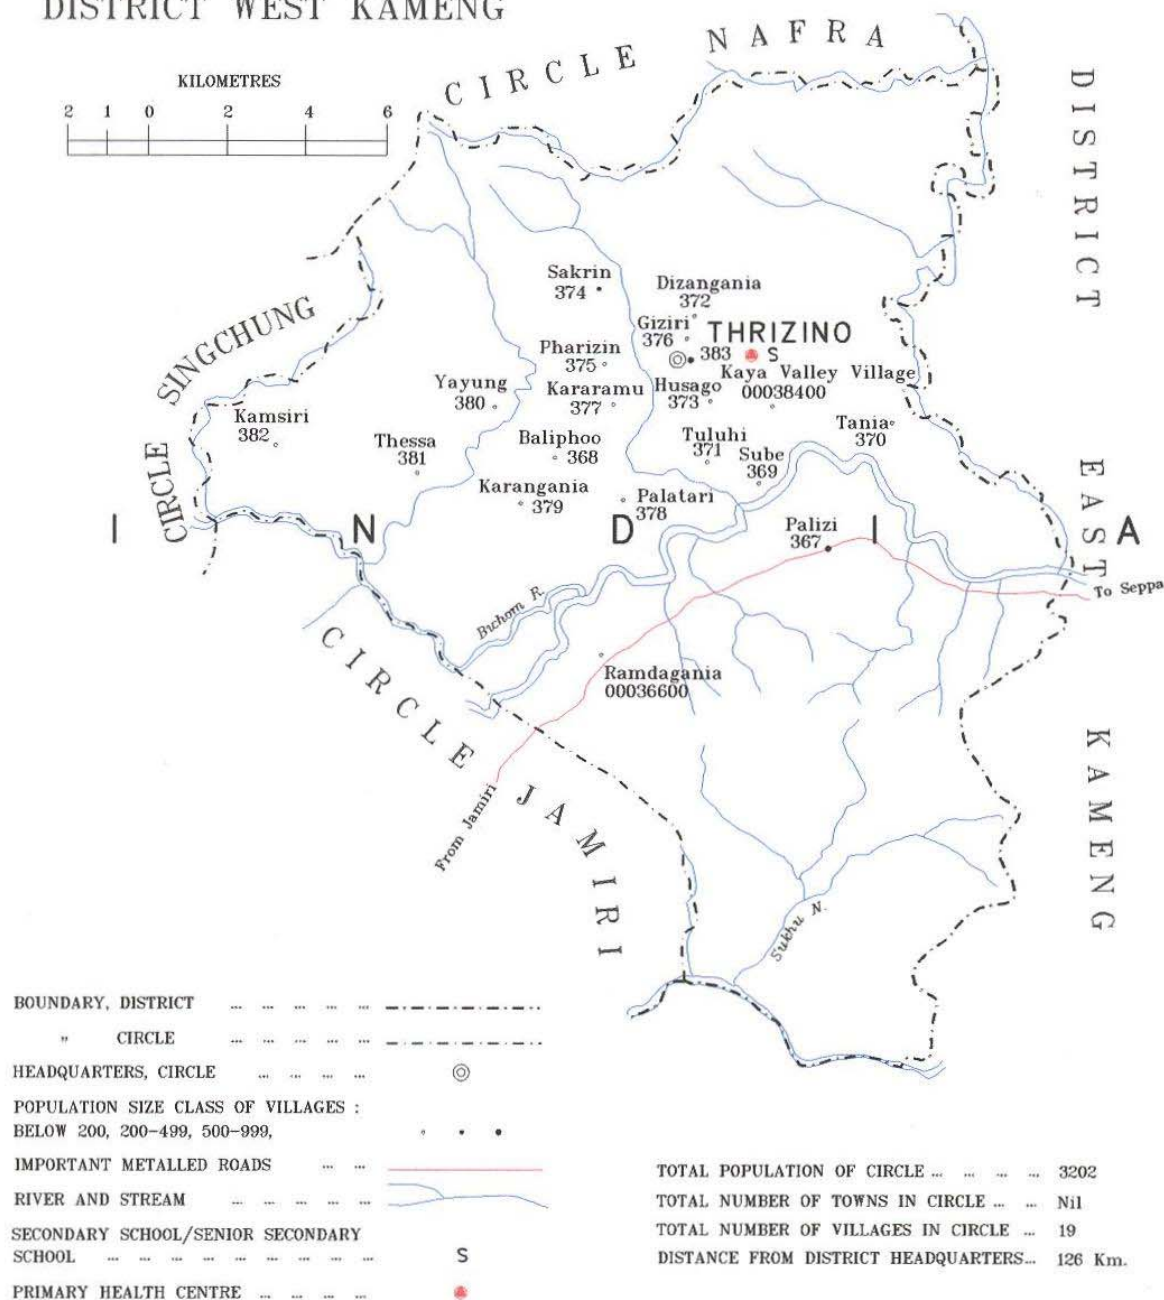 DISTRICT WEST KAMENG
KILOMETRES
2 1 0 2 4 6
CIRCLE NAFRA
DISTRICT EAST KAMENG
CIRCLE SINGCHUNG
Sakrin
374
Dizangania
372
Giziri
376
THRIZINO
383
S
Pharizin
375
Kaya Valley Village
00038400
Yayung
380
Kararamu
377
Husago
373
Kamsiri
382
Thessa
381
Baliphoo
368
Tuluhi
371
Sube
369
Tania
370
Karangania
379
Palatari
378
Palizi
367
I N D I A
To Seppa
Bichom R.
Ramdagania
00036600
CIRCLE JAMIRI
From Jamiri
Sukhu N.
BOUNDARY, DISTRICT ... ... ... ... ...
" CIRCLE ... ... ... ... ...
HEADQUARTERS, CIRCLE ... ... ... ...
POPULATION SIZE CLASS OF VILLAGES :
BELOW 200, 200-499, 500-999,
IMPORTANT METALLED ROADS ... ...
RIVER AND STREAM ... ... ... ... ...
SECONDARY SCHOOL/SENIOR SECONDARY
SCHOOL ... ... ... ... ... ... ... ... ... S
PRIMARY HEALTH CENTRE ... ... ... ...
TOTAL POPULATION OF CIRCLE ... ... ... ... 3202
TOTAL NUMBER OF TOWNS IN CIRCLE ... ... Nil
TOTAL NUMBER OF VILLAGES IN CIRCLE ... 19
DISTANCE FROM DISTRICT HEADQUARTERS... 126 Km.